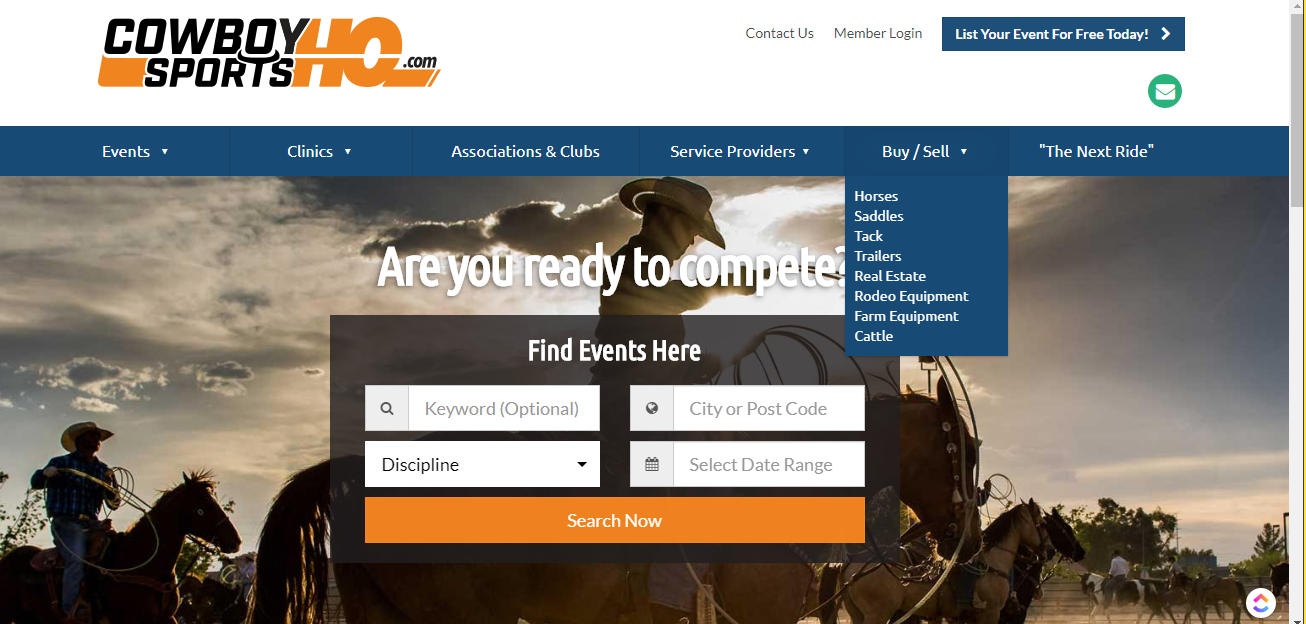 COWBOY
SPORTS HQ .com
Contact Us
Member Login
List Your Event For Free Today!
Events
Clinics
Associations & Clubs
Service Providers
Buy / Sell
"The Next Ride"
Horses
Saddles
Tack
Trailers
Real Estate
Rodeo Equipment
Farm Equipment
Cattle
Are you ready to compete?
Find Events Here
Keyword (Optional)
City or Post Code
Discipline
Select Date Range
Search Now